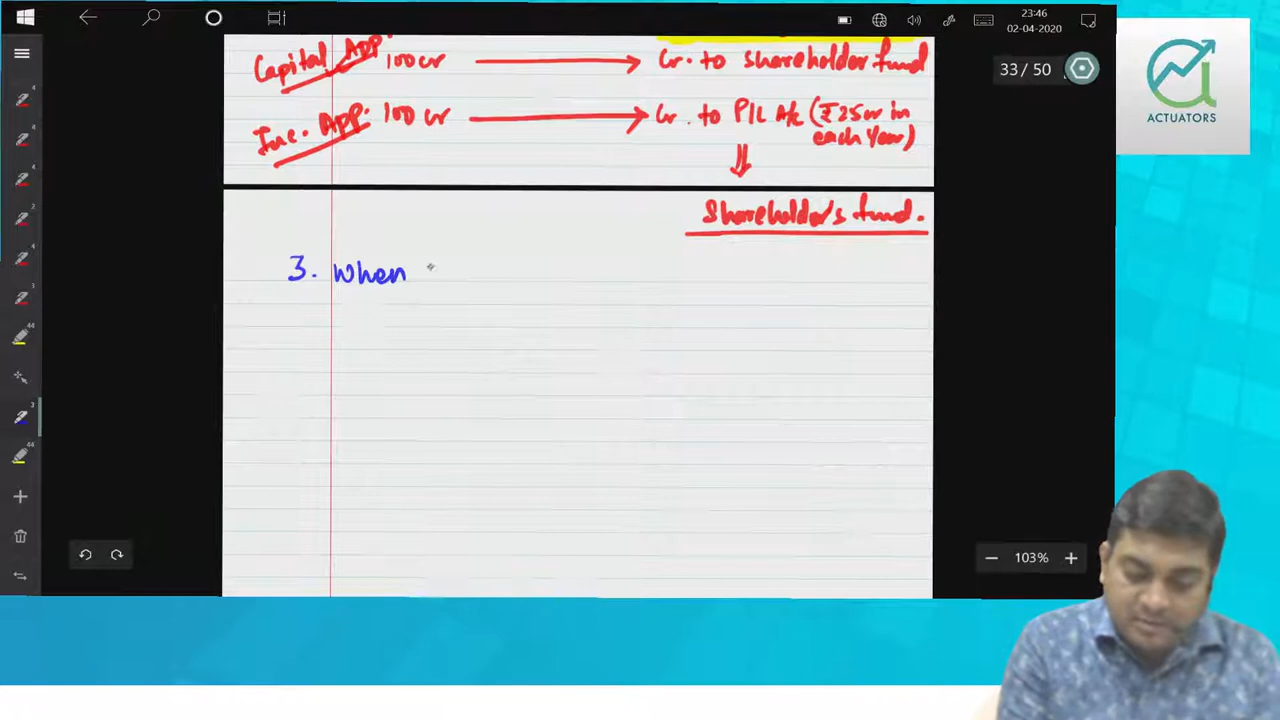 23:46
02-04-2020
33 / 50
ACTUATORS
Capital App. 100 cr → Cr. to shareholder fund
Inc. App. 100 cr → Cr. to P/L A/c (₹25cr in
each year)
Shareholder's fund.
3. When
103%